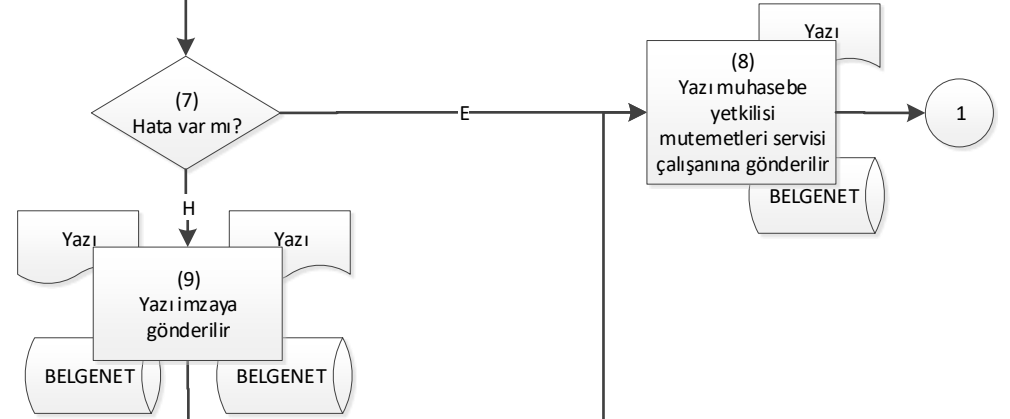 (7)
Hata var mı?
E
Yazı
(8)
Yazı muhasebe
yetkilisi
mutemetleri servisi
çalışanına gönderilir
BELGENET
1
H
Yazı
Yazı
(9)
Yazı imzaya
gönderilir
BELGENET
BELGENET